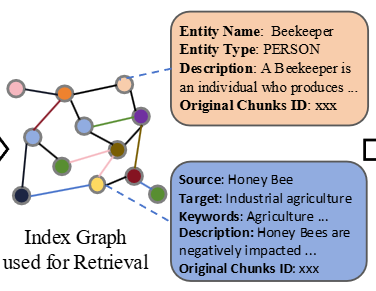 Entity Name: Beekeeper
Entity Type: PERSON
Description: A Beekeeper is
an individual who produces ...
Original Chunks ID: xxx
Source: Honey Bee
Target: Industrial agriculture
Keywords: Agriculture ...
Description: Honey Bees are
negatively impacted ...
Original Chunks ID: xxx
Index Graph
used for Retrieval